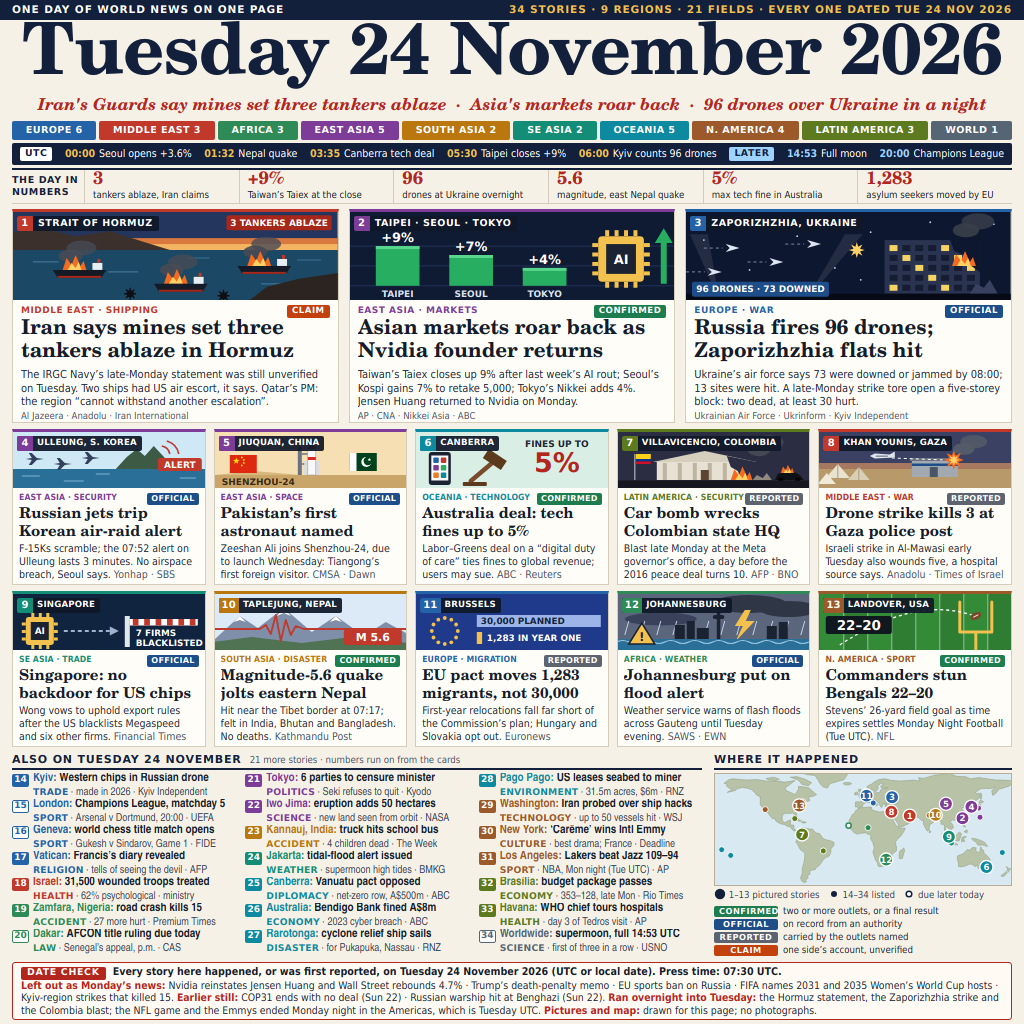 ONE DAY OF WORLD NEWS ON ONE PAGE
34 STORIES · 9 REGIONS · 21 FIELDS · EVERY ONE DATED TUE 24 NOV 2026
Tuesday 24 November 2026
Iran's Guards say mines set three tankers ablaze · Asia's markets roar back · 96 drones over Ukraine in a night
EUROPE 6 MIDDLE EAST 3 AFRICA 3 EAST ASIA 5 SOUTH ASIA 2 SE ASIA 2 OCEANIA 5 N. AMERICA 4 LATIN AMERICA 3 WORLD 1
UTC 00:00 Seoul opens +3.6% 01:32 Nepal quake 03:35 Canberra tech deal 05:30 Taipei closes +9% 06:00 Kyiv counts 96 drones LATER 14:53 Full moon 20:00 Champions League
THE DAY IN
NUMBERS
3
tankers ablaze, Iran claims
+9%
Taiwan's Taiex at the close
96
drones at Ukraine overnight
5.6
magnitude, east Nepal quake
5%
max tech fine in Australia
1,283
asylum seekers moved by EU
1 STRAIT OF HORMUZ 3 TANKERS ABLAZE
MIDDLE EAST · SHIPPING CLAIM
Iran says mines set three
tankers ablaze in Hormuz
The IRGC Navy's late-Monday statement was still unverified
on Tuesday. Two ships had US air escort, it says. Qatar's PM:
the region “cannot withstand another escalation”.
Al Jazeera · Anadolu · Iran International
2 TAIPEI · SEOUL · TOKYO
+9% +7% +4% AI
TAIPEI SEOUL TOKYO
EAST ASIA · MARKETS CONFIRMED
Asian markets roar back as
Nvidia founder returns
Taiwan's Taiex closes up 9% after last week's AI rout; Seoul's
Kospi gains 7% to retake 5,000; Tokyo's Nikkei adds 4%.
Jensen Huang returned to Nvidia on Monday.
AP · CNA · Nikkei Asia · ABC
3 ZAPORIZHZHIA, UKRAINE
96 DRONES · 73 DOWNED
EUROPE · WAR OFFICIAL
Russia fires 96 drones;
Zaporizhzhia flats hit
Ukraine's air force says 73 were downed or jammed by 08:00;
13 sites were hit. A late-Monday strike tore open a five-storey
block: two dead, at least 30 hurt.
Ukrainian Air Force · Ukrinform · Kyiv Independent
4 ULLEUNG, S. KOREA
ALERT
EAST ASIA · SECURITY OFFICIAL
Russian jets trip
Korean air-raid alert
F-15Ks scramble; the 07:52 alert on
Ulleung lasts 3 minutes. No airspace
breach, Seoul says. Yonhap · SBS
5 JIUQUAN, CHINA
SHENZHOU-24
EAST ASIA · SPACE OFFICIAL
Pakistan's first
astronaut named
Zeeshan Ali joins Shenzhou-24, due
to launch Wednesday: Tiangong's
first foreign visitor. CMSA · Dawn
6 CANBERRA
FINES UP TO
5%
OCEANIA · TECHNOLOGY CONFIRMED
Australia deal: tech
fines up to 5%
Labor–Greens deal on a “digital duty
of care” ties fines to global revenue;
users may sue. ABC · Reuters
7 VILLAVICENCIO, COLOMBIA
LATIN AMERICA · SECURITY REPORTED
Car bomb wrecks
Colombian state HQ
Blast late Monday at the Meta
governor's office, a day before the
2016 peace deal turns 10. AFP · BNO
8 KHAN YOUNIS, GAZA
MIDDLE EAST · WAR REPORTED
Drone strike kills 3 at
Gaza police post
Israeli strike in Al-Mawasi early
Tuesday also wounds five, a hospital
source says. Anadolu · Times of Israel
9 SINGAPORE
AI
7 FIRMS
BLACKLISTED
SE ASIA · TRADE OFFICIAL
Singapore: no
backdoor for US chips
Wong vows to uphold export rules
after the US blacklists Megaspeed
and six other firms. Financial Times
10 TAPLEJUNG, NEPAL
M 5.6
SOUTH ASIA · DISASTER CONFIRMED
Magnitude-5.6 quake
jolts eastern Nepal
Hit near the Tibet border at 07:17;
felt in India, Bhutan and Bangladesh.
No deaths. Kathmandu Post
11 BRUSSELS
30,000 PLANNED
1,283 IN YEAR ONE
EUROPE · MIGRATION REPORTED
EU pact moves 1,283
migrants, not 30,000
First-year relocations fall far short of
the Commission's plan; Hungary and
Slovakia opt out. Euronews
12 JOHANNESBURG
!
AFRICA · WEATHER OFFICIAL
Johannesburg put on
flood alert
Weather service warns of flash floods
across Gauteng until Tuesday
evening. SAWS · EWN
13 LANDOVER, USA
22–20
N. AMERICA · SPORT CONFIRMED
Commanders stun
Bengals 22–20
Stevens' 26-yard field goal as time
expires settles Monday Night Football
(Tue UTC). NFL
ALSO ON TUESDAY 24 NOVEMBER 21 more stories · numbers run on from the cards
14 Kyiv: Western chips in Russian drone
TRADE · made in 2026 · Kyiv Independent
15 London: Champions League, matchday 5
SPORT · Arsenal v Dortmund, 20:00 · UEFA
16 Geneva: world chess title match opens
SPORT · Gukesh v Sindarov, Game 1 · FIDE
17 Vatican: Francis's diary revealed
RELIGION · tells of seeing the devil · AFP
18 Israel: 31,500 wounded troops treated
HEALTH · 62% psychological · ministry
19 Zamfara, Nigeria: road crash kills 15
ACCIDENT · 27 more hurt · Premium Times
20 Dakar: AFCON title ruling due today
LAW · Senegal's appeal, p.m. · CAS
21 Tokyo: 6 parties to censure minister
POLITICS · Seki refuses to quit · Kyodo
22 Iwo Jima: eruption adds 50 hectares
SCIENCE · new land seen from orbit · NASA
23 Kannauj, India: truck hits school bus
ACCIDENT · 4 children dead · The Week
24 Jakarta: tidal-flood alert issued
WEATHER · supermoon high tides · BMKG
25 Canberra: Vanuatu pact opposed
DIPLOMACY · net-zero row, A$500m · ABC
26 Australia: Bendigo Bank fined A$8m
ECONOMY · 2023 cyber breach · ABC
27 Rarotonga: cyclone relief ship sails
DISASTER · for Pukapuka, Nassau · RNZ
28 Pago Pago: US leases seabed to miner
ENVIRONMENT · 31.5m acres, $6m · RNZ
29 Washington: Iran probed over ship hacks
TECHNOLOGY · up to 50 vessels hit · WSJ
30 New York: ‘Carême’ wins Intl Emmy
CULTURE · best drama; France · Deadline
31 Los Angeles: Lakers beat Jazz 109–94
SPORT · NBA, Mon night (Tue UTC) · AP
32 Brasília: budget package passes
ECONOMY · 353–128, late Mon · Rio Times
33 Havana: WHO chief tours hospitals
HEALTH · day 3 of Tedros visit · AP
34 Worldwide: supermoon, full 14:53 UTC
SCIENCE · first of three in a row · USNO
WHERE IT HAPPENED
13 7 11 3 8 1 10 5 4 2 9 12 6
1–13 pictured stories 14–34 listed due later today
CONFIRMED two or more outlets, or a final result
OFFICIAL on record from an authority
REPORTED carried by the outlets named
CLAIM one side's account, unverified
DATE CHECK Every story here happened, or was first reported, on Tuesday 24 November 2026 (UTC or local date). Press time: 07:30 UTC.
Left out as Monday's news: Nvidia reinstates Jensen Huang and Wall Street rebounds 4.7% · Trump's death-penalty memo · EU sports ban on Russia · FIFA names 2031 and 2035 Women's World Cup hosts ·
Kyiv-region strikes that killed 15. Earlier still: COP31 ends with no deal (Sun 22) · Russian warship hit at Benghazi (Sun 22). Ran overnight into Tuesday: the Hormuz statement, the Zaporizhzhia strike and
the Colombia blast; the NFL game and the Emmys ended Monday night in the Americas, which is Tuesday UTC. Pictures and map: drawn for this page; no photographs.